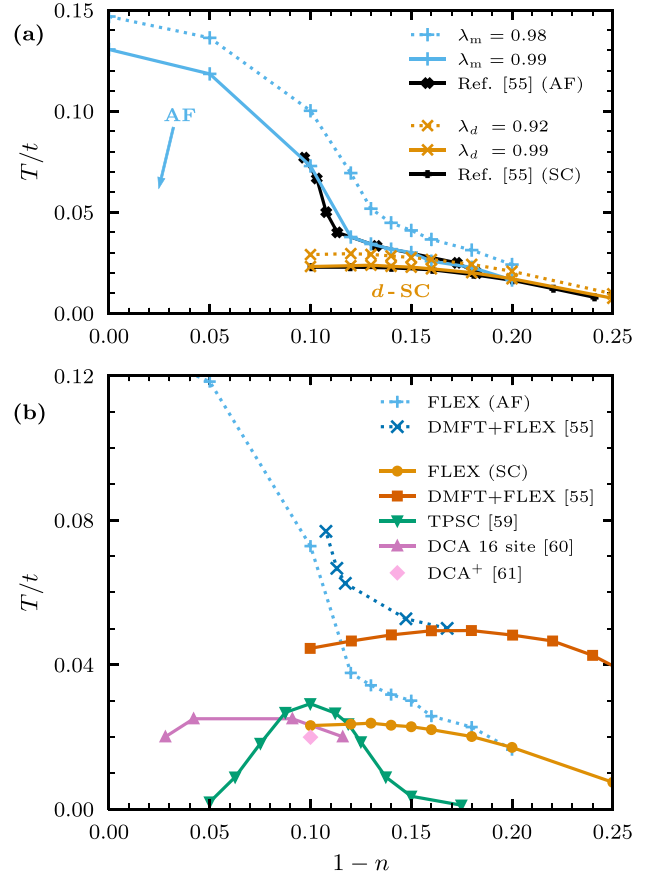 (a)
0.15
0.10
0.05
0.00
T/t
AF
λm = 0.98
λm = 0.99
Ref. [55] (AF)
λd = 0.92
λd = 0.99
Ref. [55] (SC)
d - SC
0.00 0.05 0.10 0.15 0.20 0.25
(b)
0.12
0.08
0.04
0.00
T/t
FLEX (AF)
DMFT+FLEX [55]
FLEX (SC)
DMFT+FLEX [55]
TPSC [59]
DCA 16 site [60]
DCA⁺ [61]
0.00 0.05 0.10 0.15 0.20 0.25
1 − n